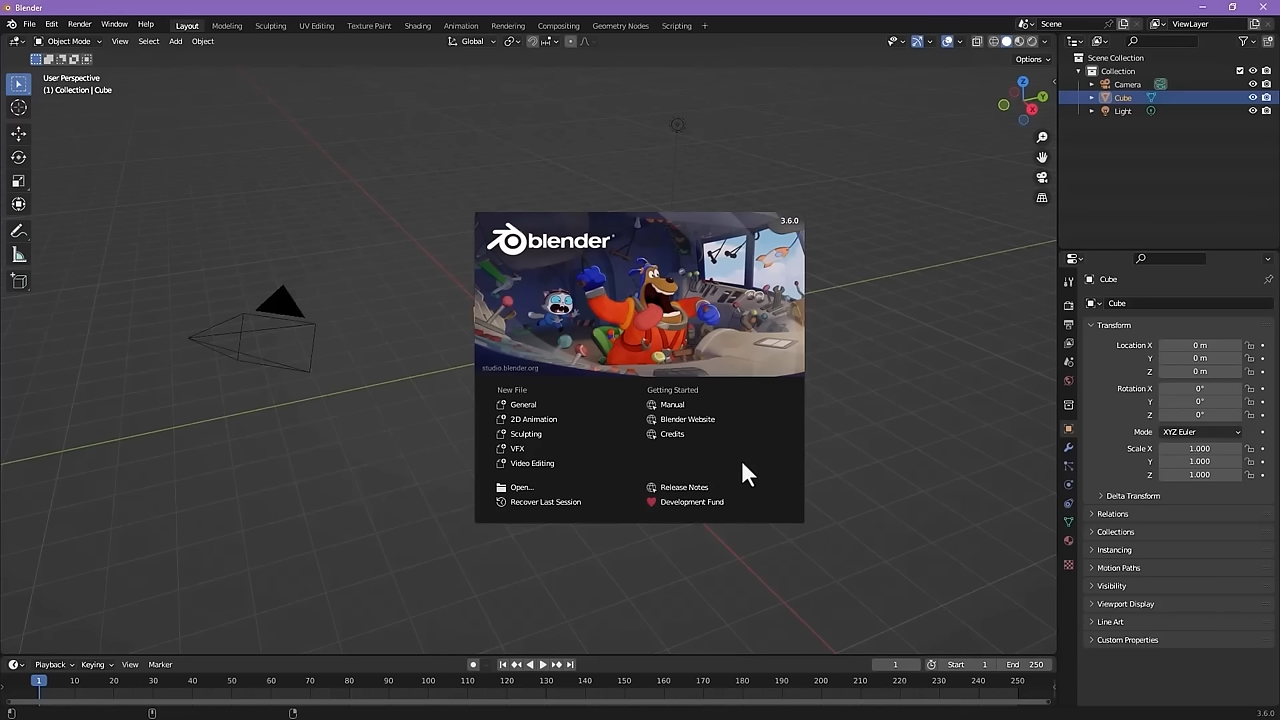 Blender
File Edit Render Window Help Layout Modeling Sculpting UV Editing Texture Paint Shading Animation Rendering Compositing Geometry Nodes Scripting + Scene ViewLayer
Object Mode View Select Add Object Global
Options
User Perspective
(1) Collection | Cube
Z
Y
X
Scene Collection
Collection
Camera
Cube
Light
3.6.0
blender
studio.blender.org
New File
General
2D Animation
Sculpting
VFX
Video Editing
Open...
Recover Last Session
Getting Started
Manual
Blender Website
Credits
Release Notes
Development Fund
Cube
Cube
Transform
Location X 0 m
Y 0 m
Z 0 m
Rotation X 0°
Y 0°
Z 0°
Mode XYZ Euler
Scale X 1.000
Y 1.000
Z 1.000
Delta Transform
Relations
Collections
Instancing
Motion Paths
Visibility
Viewport Display
Line Art
Custom Properties
Playback Keying View Marker 1 Start 1 End 250
1 10 20 30 40 50 60 70 80 90 100 110 120 130 140 150 160 170 180 190 200 210 220 230 240 250
3.6.0